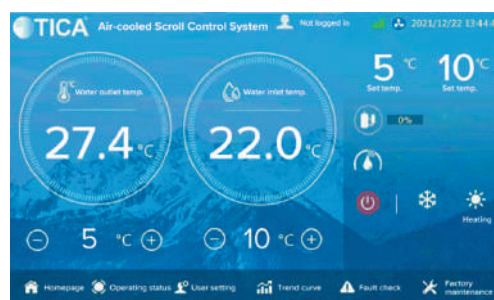 TICA Air-cooled Scroll Control System Not logged in 2021/12/22 13:44:4
Water outlet temp.
27.4 °C
Water inlet temp.
22.0 °C
5 °C 10 °C
Set temp. Set temp.
0%
Heating
5 °C 10 °C
Homepage Operating status User setting Trend curve Fault check Factory maintenance